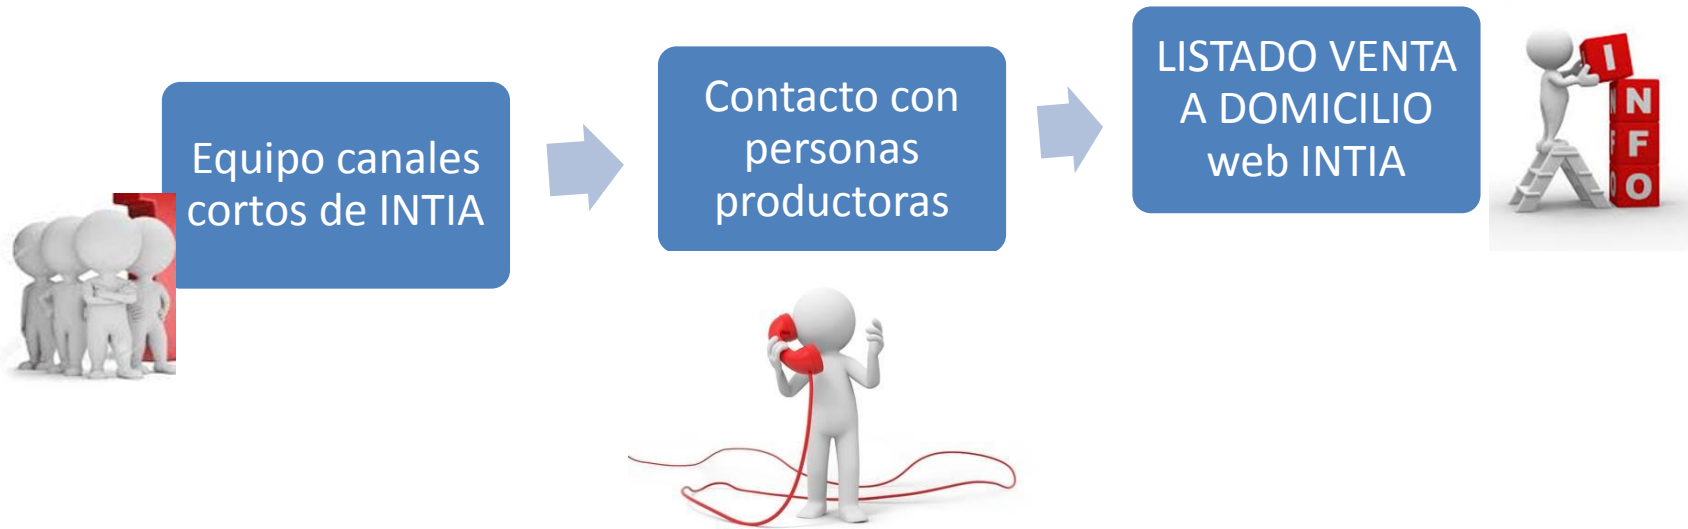 Equipo canales
cortos de INTIA
Contacto con
personas
productoras
LISTADO VENTA
A DOMICILIO
web INTIA
I
N
F
O
N
F
O